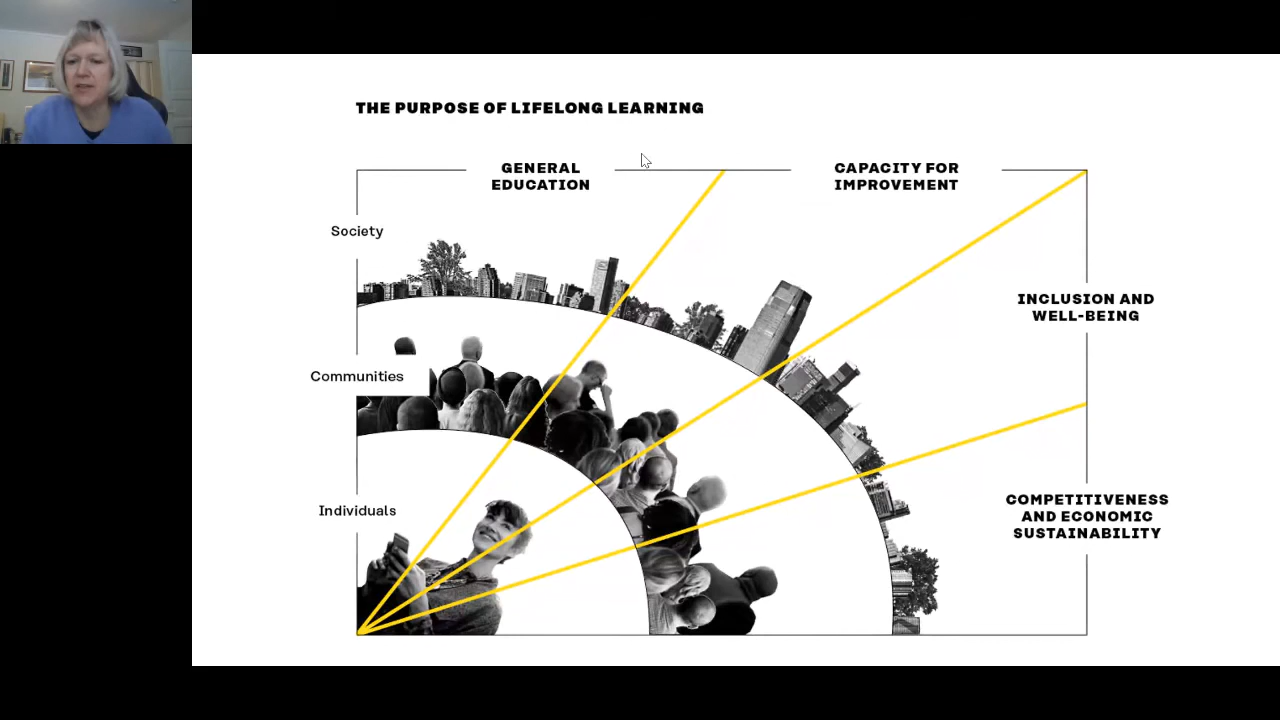 THE PURPOSE OF LIFELONG LEARNING
GENERAL
EDUCATION
CAPACITY FOR
IMPROVEMENT
Society
INCLUSION AND
WELL-BEING
Communities
Individuals
COMPETITIVENESS
AND ECONOMIC
SUSTAINABILITY